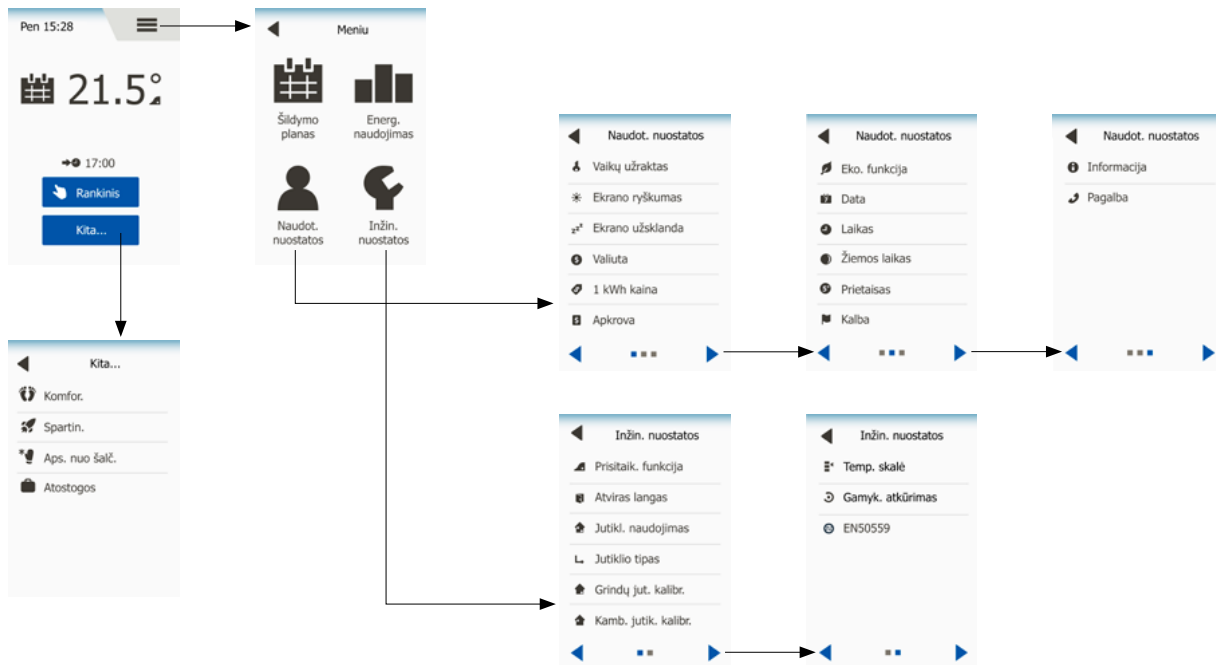 Pen 15:28
21.5°
17:00
Rankinis
Kita...
Meniu
Šildymo
planas
Energ.
naudojimas
Naudot.
nuostatos
Inžin.
nuostatos
Kita...
Komfor.
Spartin.
Aps. nuo šalč.
Atostogos
Naudot. nuostatos
Vaikų užraktas
Ekrano ryškumas
Ekrano užsklanda
Valiuta
1 kWh kaina
Apkrova
Naudot. nuostatos
Eko. funkcija
Data
Laikas
Žiemos laikas
Prietaisas
Kalba
Naudot. nuostatos
Informacija
Pagalba
Inžin. nuostatos
Prisitaik. funkcija
Atviras langas
Jutikl. naudojimas
Jutiklio tipas
Grindų jut. kalibr.
Kamb. jutik. kalibr.
Inžin. nuostatos
Temp. skalė
Gamyk. atkūrimas
EN50559